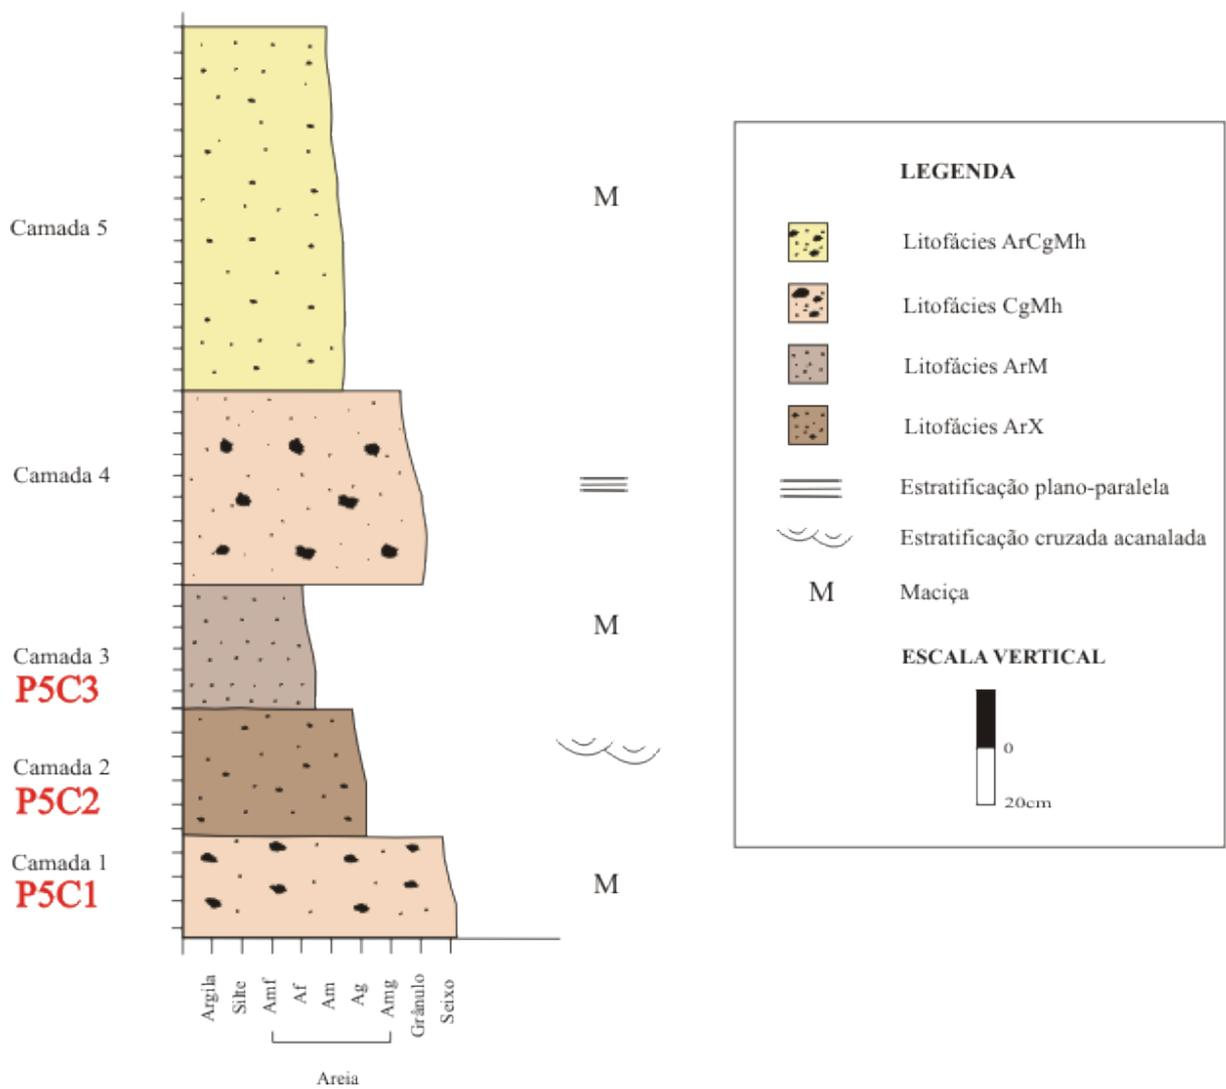 Camada 5
M
Camada 4
M
Camada 3
P5C3
Camada 2
P5C2
Camada 1
P5C1
M
Argila
Silte
Amf
Af
Am
Ag
Amg
Grânulo
Seixo
Areia
LEGENDA
Litofácies ArCgMh
Litofácies CgMh
Litofácies ArM
Litofácies ArX
Estratificação plano-paralela
Estratificação cruzada acanalada
M Maciça
ESCALA VERTICAL
0
20cm